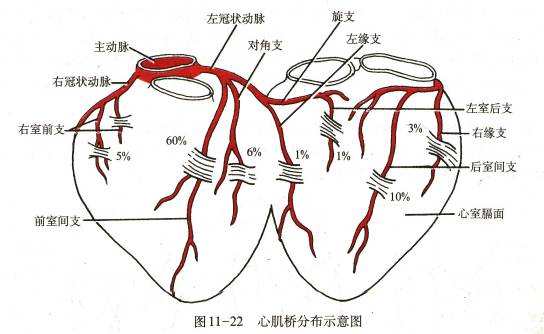 左冠状动脉
旋支
主动脉
左缘支
对角支
右冠状动脉
左室后支
右室前支
3%
右缘支
60%
5%
6%
1%
1%
后室间支
10%
前室间支
心室膈面
图11-22 心肌桥分布示意图